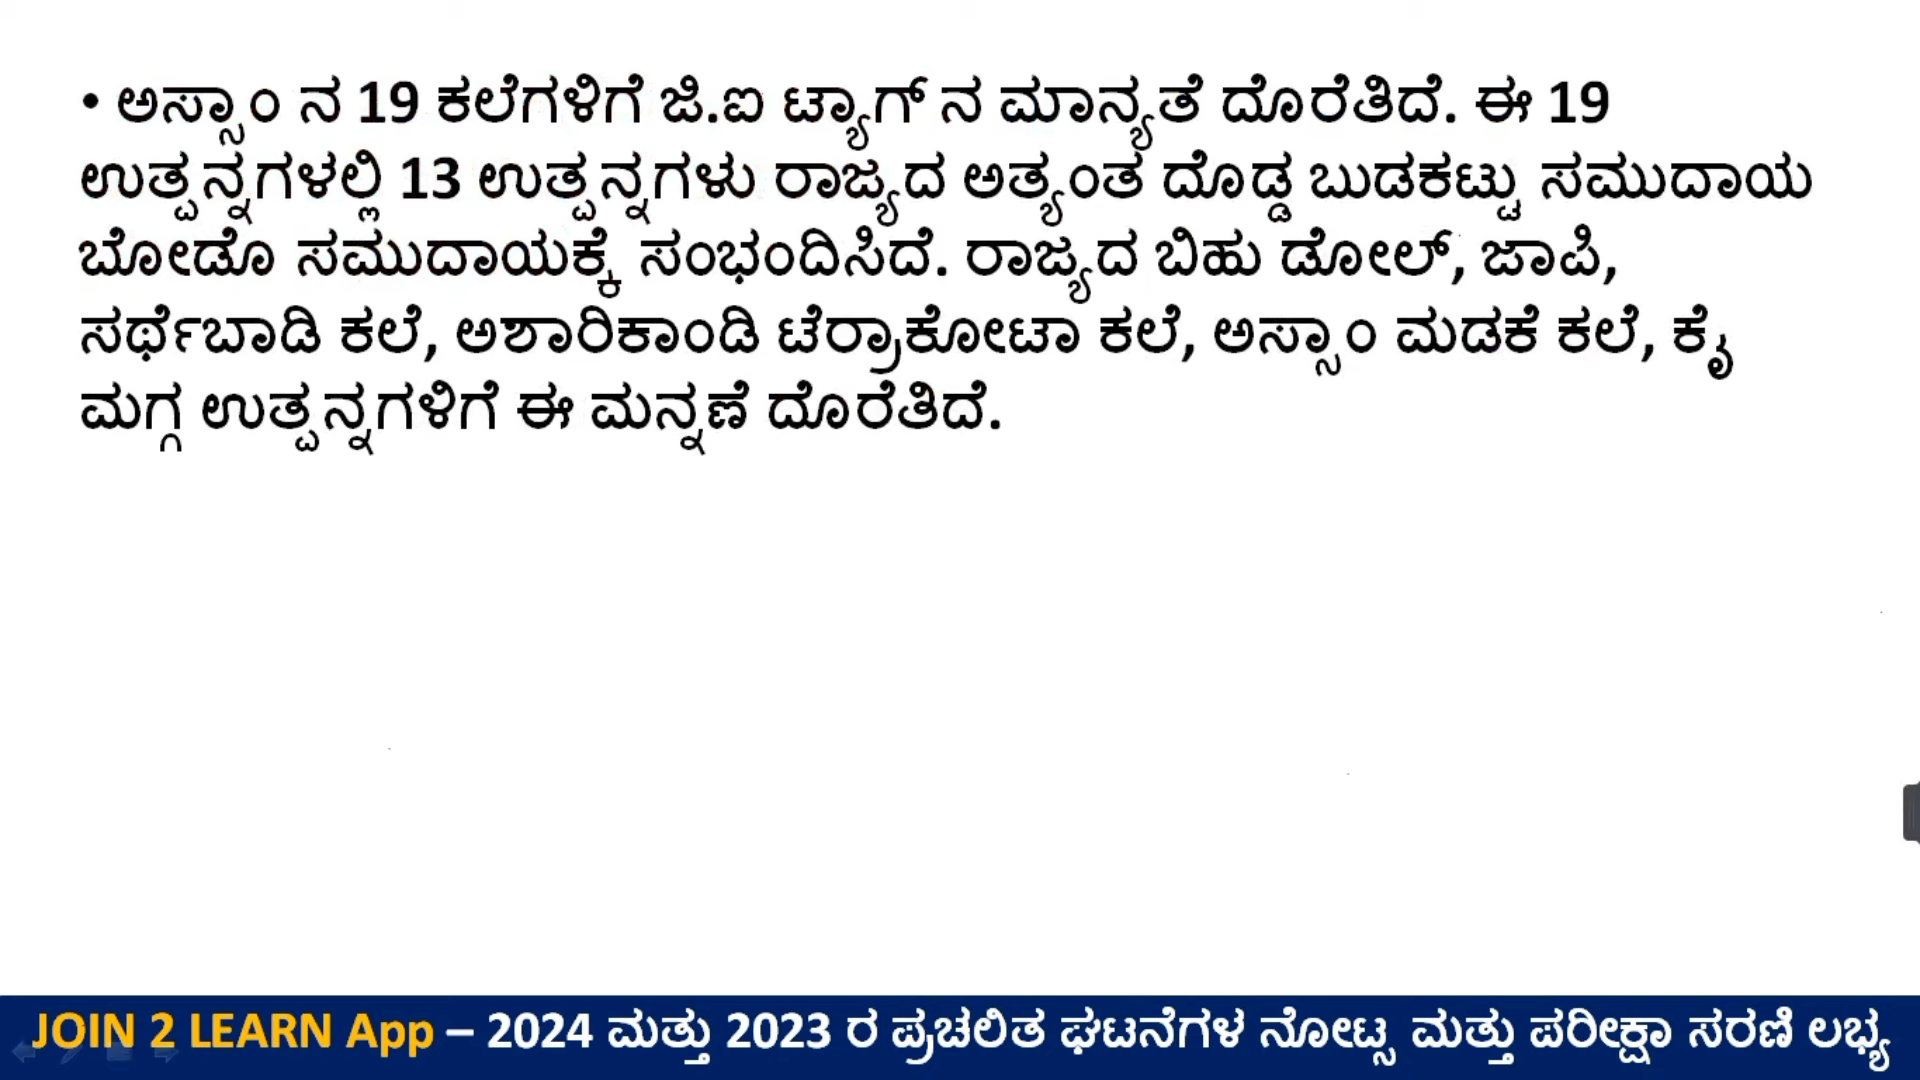 • ಅಸ್ಸಾಂ ನ 19 ಕಲೆಗಳಿಗೆ ಜಿ.ಐ ಟ್ಯಾಗ್ ನ ಮಾನ್ಯತೆ ದೊರೆತಿದೆ. ಈ 19
ಉತ್ಪನ್ನಗಳಲ್ಲಿ 13 ಉತ್ಪನ್ನಗಳು ರಾಜ್ಯದ ಅತ್ಯಂತ ದೊಡ್ಡ ಬುಡಕಟ್ಟು ಸಮುದಾಯ
ಬೋಡೊ ಸಮುದಾಯಕ್ಕೆ ಸಂಭಂದಿಸಿದೆ. ರಾಜ್ಯದ ಬಿಹು ಡೋಲ್, ಜಾಪಿ,
ಸರ್ಥೆಬಾಡಿ ಕಲೆ, ಅಶಾರಿಕಾಂಡಿ ಟೆರ್‍ರಾಕೋಟಾ ಕಲೆ, ಅಸ್ಸಾಂ ಮಡಕೆ ಕಲೆ, ಕೈ
ಮಗ್ಗ ಉತ್ಪನ್ನಗಳಿಗೆ ಈ ಮನ್ನಣೆ ದೊರೆತಿದೆ.
JOIN 2 LEARN App – 2024 ಮತ್ತು 2023 ರ ಪ್ರಚಲಿತ ಘಟನೆಗಳ ನೋಟ್ಸ ಮತ್ತು ಪರೀಕ್ಷಾ ಸರಣಿ ಲಭ್ಯ